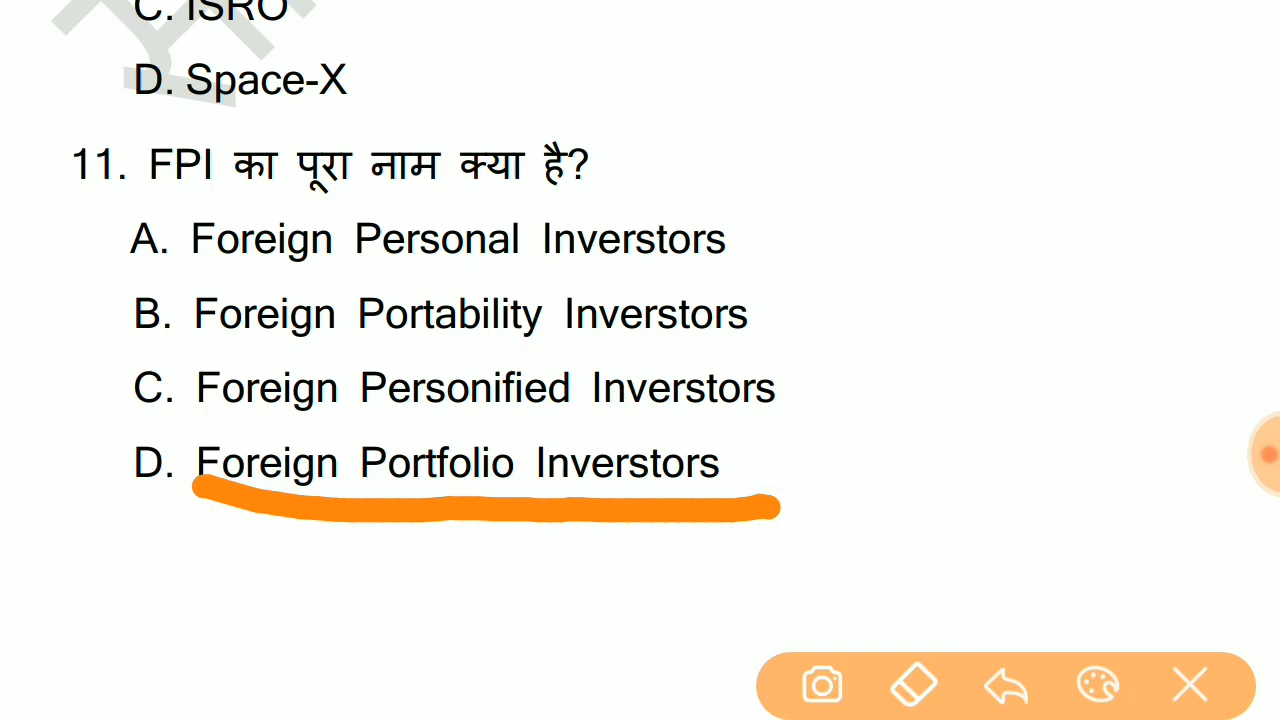 C. ISRO
D. Space-X
11. FPI का पूरा नाम क्या है?
A. Foreign Personal Inverstors
B. Foreign Portability Inverstors
C. Foreign Personified Inverstors
D. Foreign Portfolio Inverstors